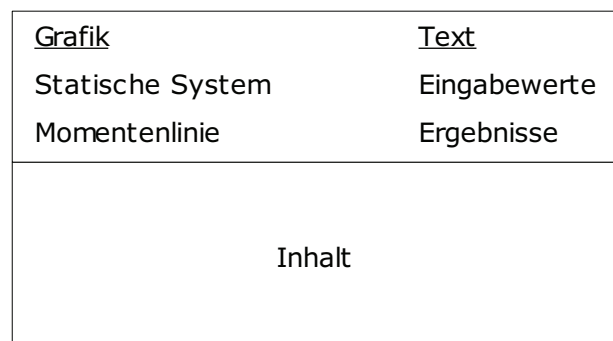 Grafik Text
Statische System Eingabewerte
Momentenlinie Ergebnisse
Inhalt